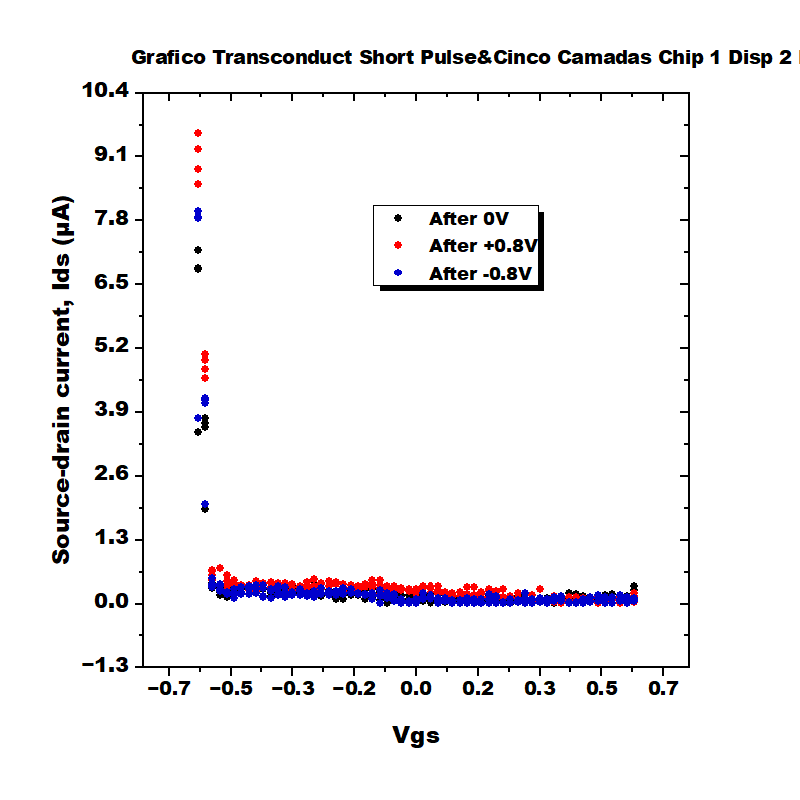 Grafico Transconduct Short Pulse&Cinco Camadas Chip 1 Disp 2
10.4
9.1
7.8
6.5
5.2
3.9
2.6
1.3
0.0
−1.3
Source-drain current, Ids (µA)
After 0V
After +0.8V
After -0.8V
−0.7 −0.5 −0.3 −0.2 0.0 0.2 0.3 0.5 0.7
Vgs